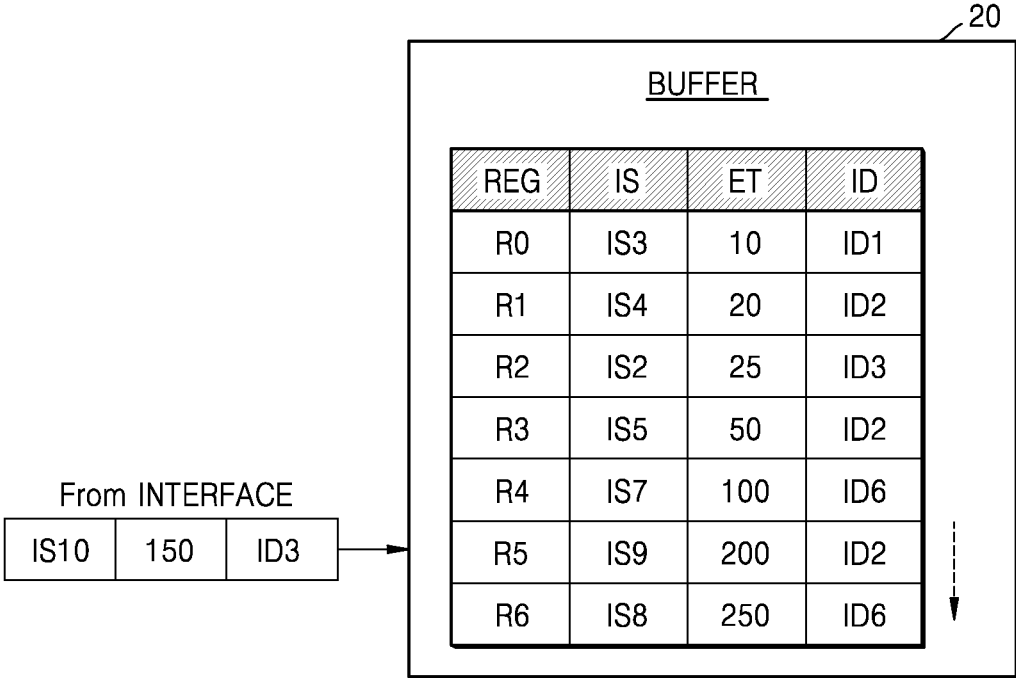 20
BUFFER
REG IS ET ID
R0 IS3 10 ID1
R1 IS4 20 ID2
R2 IS2 25 ID3
R3 IS5 50 ID2
R4 IS7 100 ID6
R5 IS9 200 ID2
R6 IS8 250 ID6
From INTERFACE
IS10 150 ID3